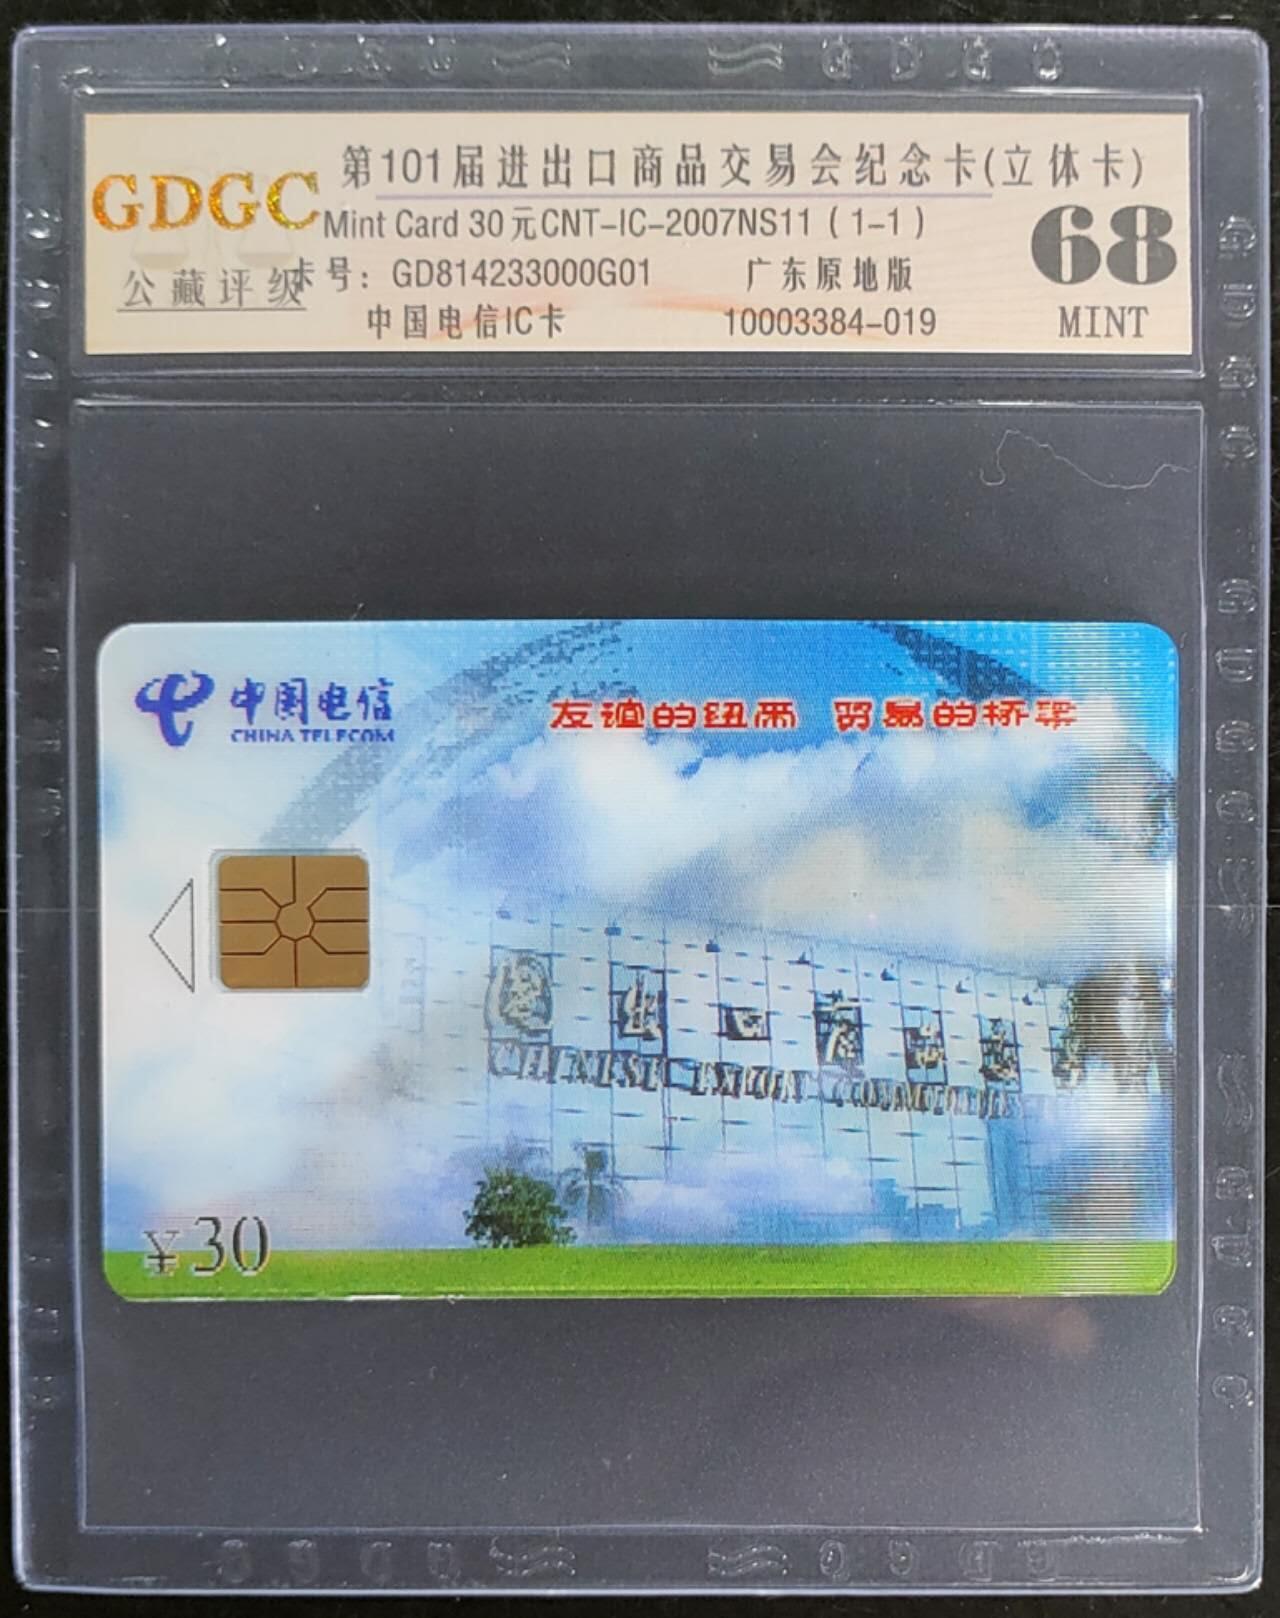 GDGC
公藏评级
第101届进出口商品交易会纪念卡(立体卡)
Mint Card 30元CNT-IC-2007NS11 (1-1)
卡号: GD814233000G01 广东原地版
中国电信IC卡 10003384-019
68
MINT
中国电信
CHINA TELECOM
友谊的纽带 贸易的桥梁
CHINESE EXPORT COMMODITIES
¥30